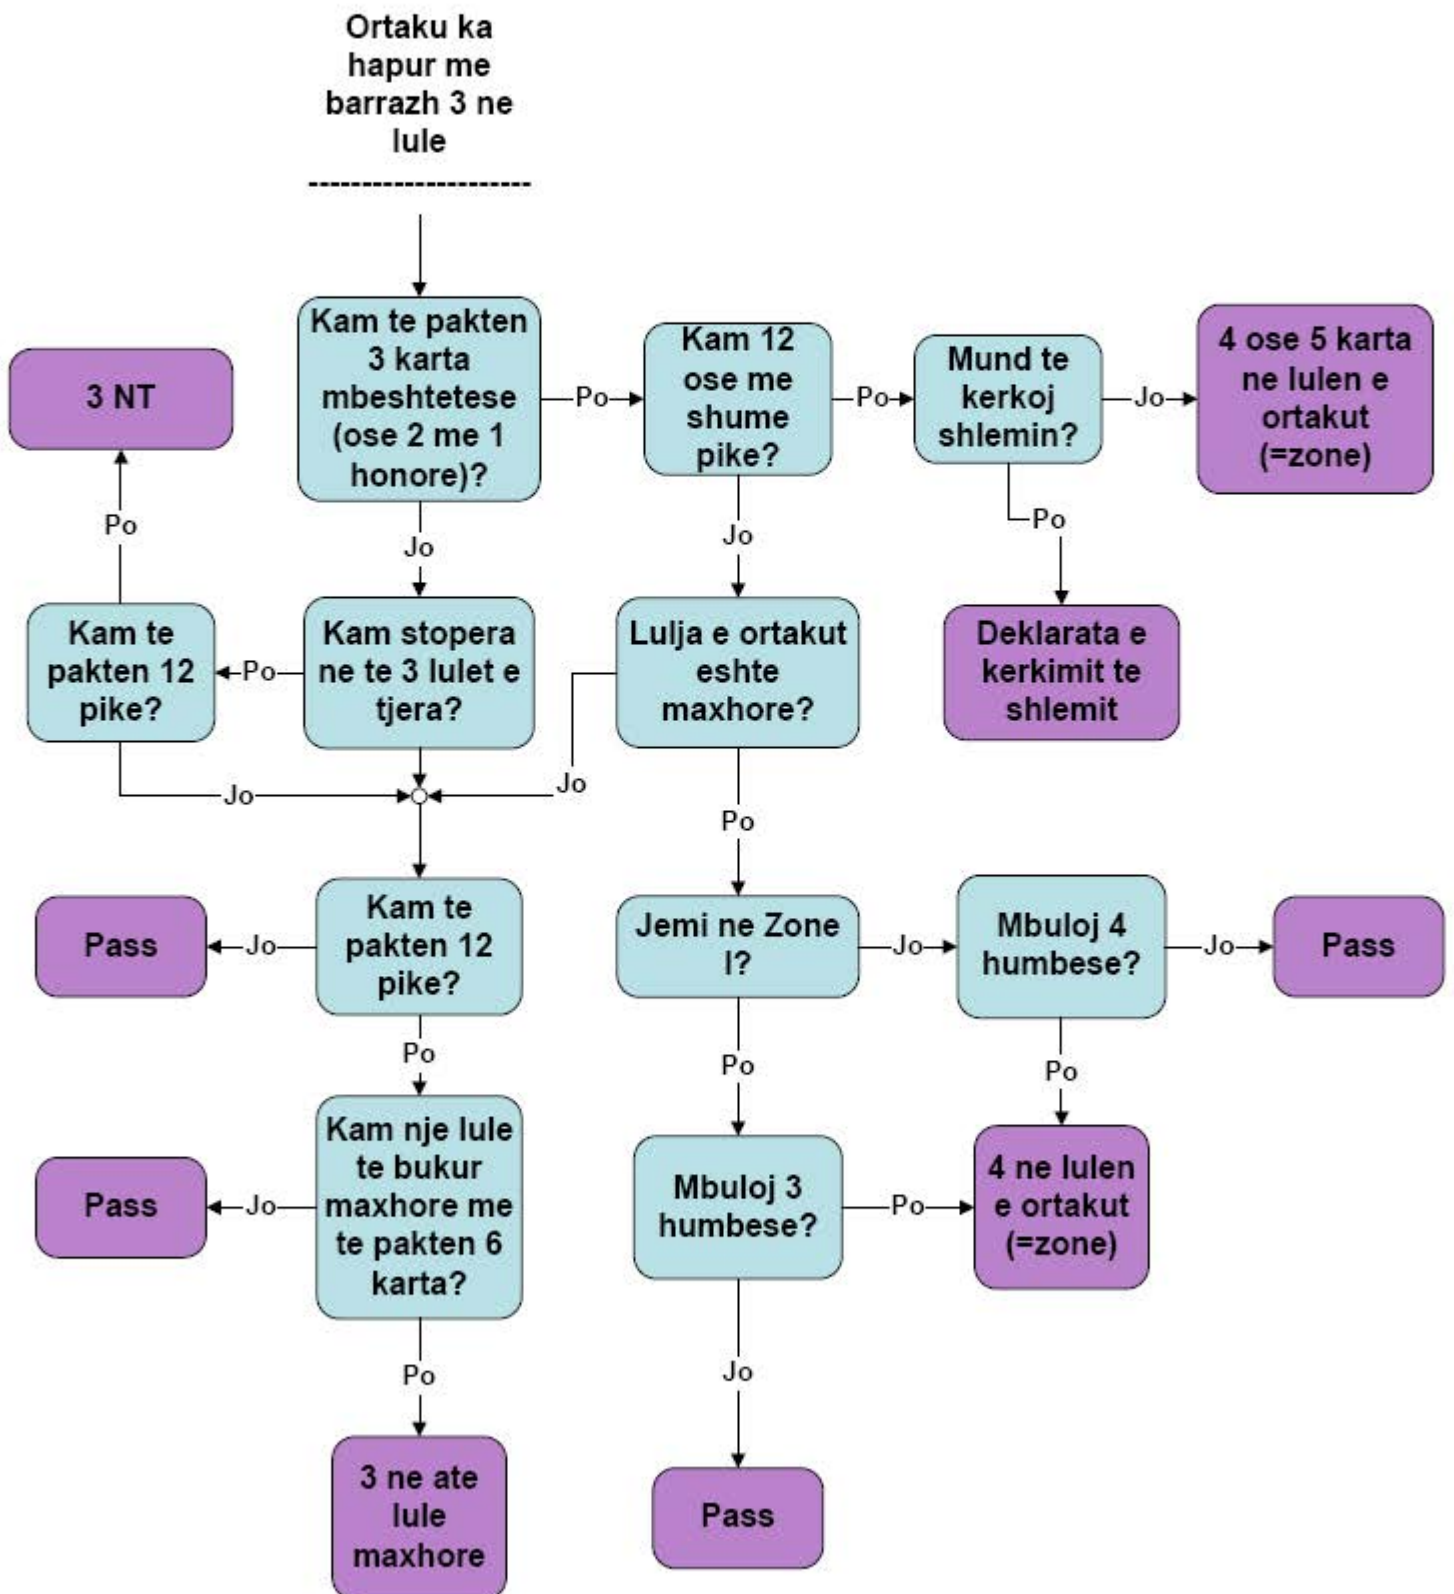 Ortaku ka
hapur me
barrazh 3 ne
lule
---------------------
Kam te pakten
3 karta
mbeshtetese
(ose 2 me 1
honore)?
Po
Kam 12
ose me
shume
pike?
Po
Mund te
kerkoj
shlemin?
Jo
4 ose 5 karta
ne lulen e
ortakut
(=zone)
3 NT
Po
Jo
Jo
Po
Kam te
pakten 12
pike?
Po
Kam stopera
ne te 3 lulet e
tjera?
Lulja e ortakut
eshte
maxhore?
Deklarata e
kerkimit te
shlemit
Jo
Jo
Po
Pass
Jo
Kam te
pakten 12
pike?
Jemi ne Zone
I?
Jo
Mbuloj 4
humbese?
Jo
Pass
Po
Po
Po
Pass
Jo
Kam nje lule
te bukur
maxhore me
te pakten 6
karta?
Mbuloj 3
humbese?
Po
4 ne lulen
e ortakut
(=zone)
Po
Jo
3 ne ate
lule
maxhore
Pass